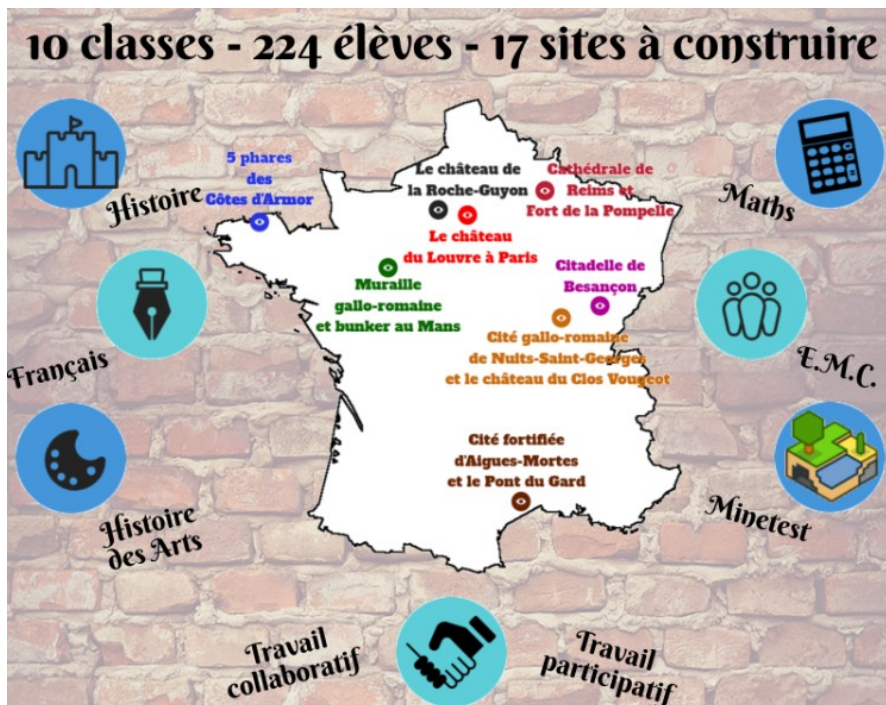 10 classes - 224 élèves - 17 sites à construire
Histoire
5 phares
des
Côtes d'Armor
Le château de
la Roche-Guyon
Cathédrale de
Reims et
Fort de la Pompelle
Maths
Le château
du Louvre à Paris
Français
Muraille
gallo-romaine
et bunker au Mans
Citadelle de
Besançon
Cité gallo-romaine
de Nuits-Saint-Georges
et le château du Clos Vougeot
E.M.C.
Histoire
des Arts
Cité fortifiée
d'Aigues-Mortes
et le Pont du Gard
Minetest
Travail
collaboratif
Travail
participatif